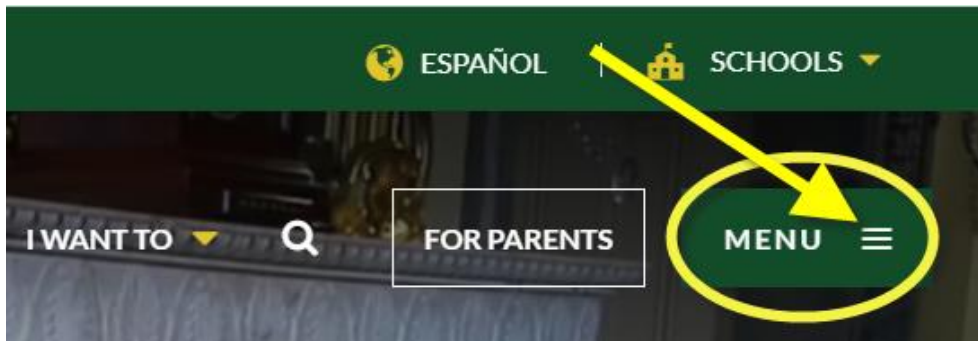 ESPAÑOL | SCHOOLS
I WANT TO FOR PARENTS MENU